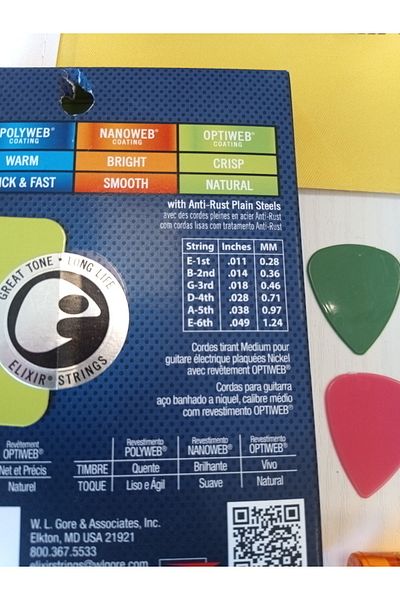 POLYWEB® NANOWEB® OPTIWEB®
COATING COATING COATING
WARM BRIGHT CRISP
& FAST SMOOTH NATURAL
with Anti-Rust Plain Steels
avec des cordes pleines en acier Anti-Rust
com cordas lisas com tratamento Anti-Rust
String Inches MM
E-1st .011 0.28
B-2nd .014 0.36
G-3rd .018 0.46
D-4th .028 0.71
A-5th .038 0.97
E-6th .049 1.24
GREAT TONE • LONG LIFE
ELIXIR® STRINGS
Cordes tirant Medium pour
guitare électrique plaquées Nickel
avec revêtement OPTIWEB®
Cordas para guitarra
aço banhado a níquel, calibre médio
com revestimento OPTIWEB®
Revêtement Revestimento Revestimento Revestimento
OPTIWEB® POLYWEB® NANOWEB® OPTIWEB®
Net et Précis TIMBRE Quente Brilhante Vivo
Naturel TOQUE Liso e Ágil Suave Natural
W. L. Gore & Associates, Inc.
Elkton, MD USA 21921
800.367.5533
elixirstrings@wlgore.com